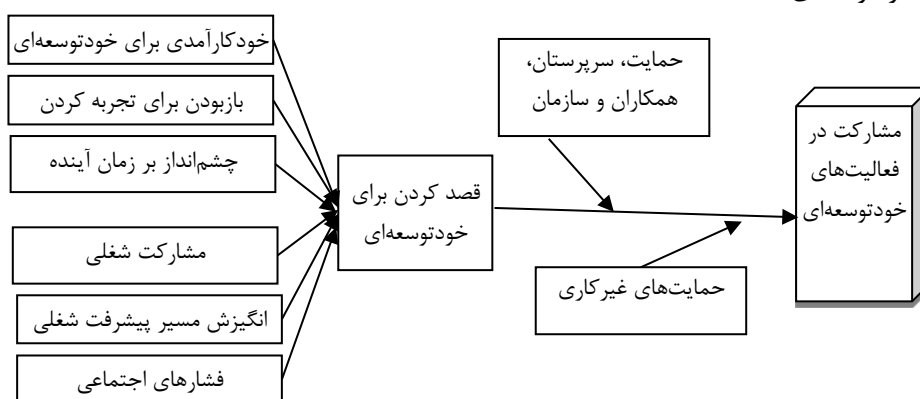 خودکارآمدی برای خودتوسعه‌ای
بازبودن برای تجربه کردن
چشم‌انداز بر زمان آینده
مشارکت شغلی
انگیزش مسیر پیشرفت شغلی
فشارهای اجتماعی
قصد کردن برای
خودتوسعه‌ای
حمایت، سرپرستان،
همکاران و سازمان
حمایت‌های غیرکاری
مشارکت در
فعالیت‌های
خودتوسعه‌ای